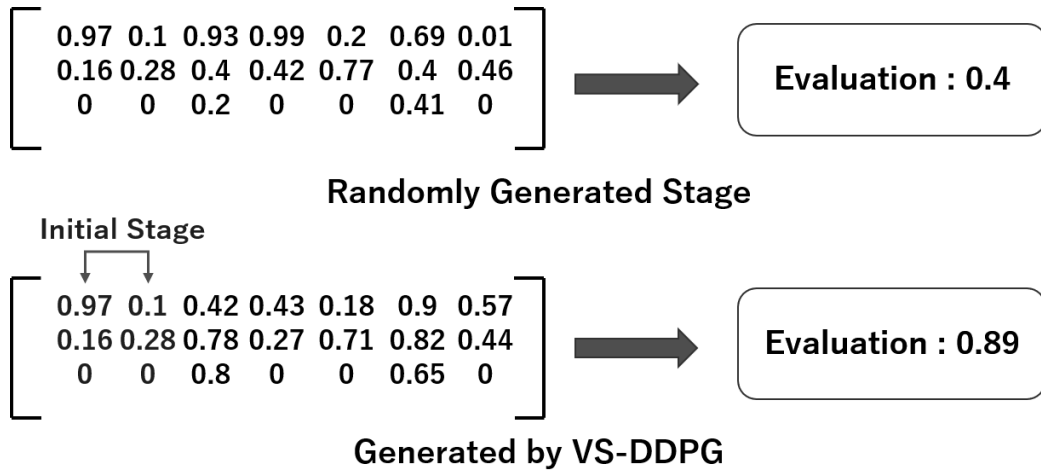 0.97 0.1 0.93 0.99 0.2 0.69 0.01
0.16 0.28 0.4 0.42 0.77 0.4 0.46
0 0 0.2 0 0 0.41 0
Evaluation : 0.4
Randomly Generated Stage
Initial Stage
0.97 0.1 0.42 0.43 0.18 0.9 0.57
0.16 0.28 0.78 0.27 0.71 0.82 0.44
0 0 0.8 0 0 0.65 0
Evaluation : 0.89
Generated by VS-DDPG